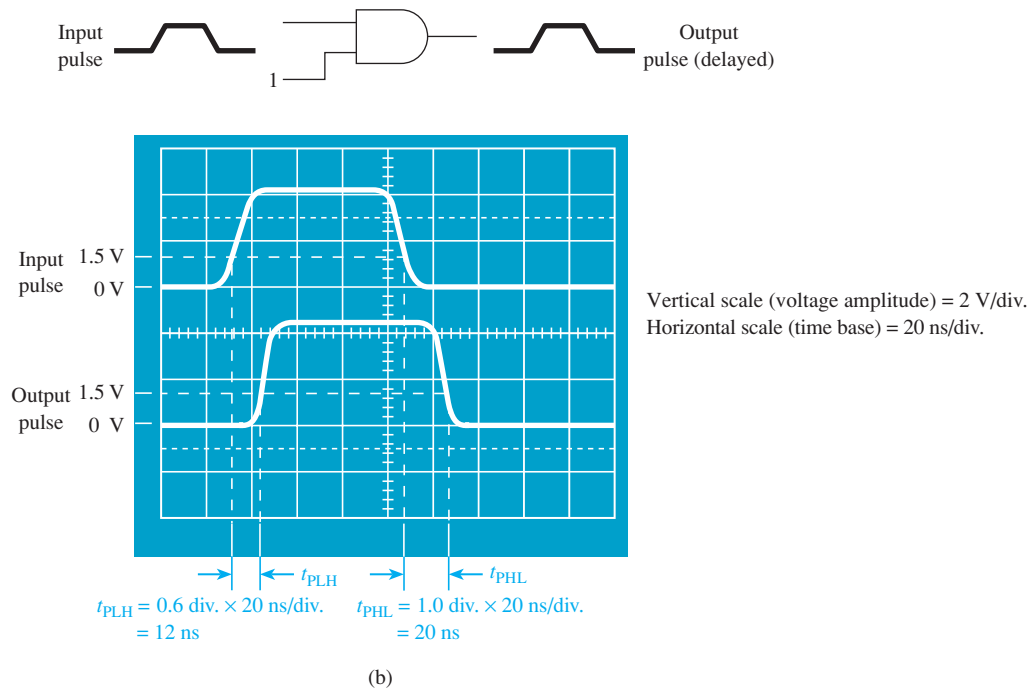 Input
pulse
1
Output
pulse (delayed)
Input
pulse
1.5 V
0 V
Vertical scale (voltage amplitude) = 2 V/div.
Horizontal scale (time base) = 20 ns/div.
Output
pulse
1.5 V
0 V
tPLH
tPHL
tPLH = 0.6 div. × 20 ns/div.
= 12 ns
tPHL = 1.0 div. × 20 ns/div.
= 20 ns
(b)